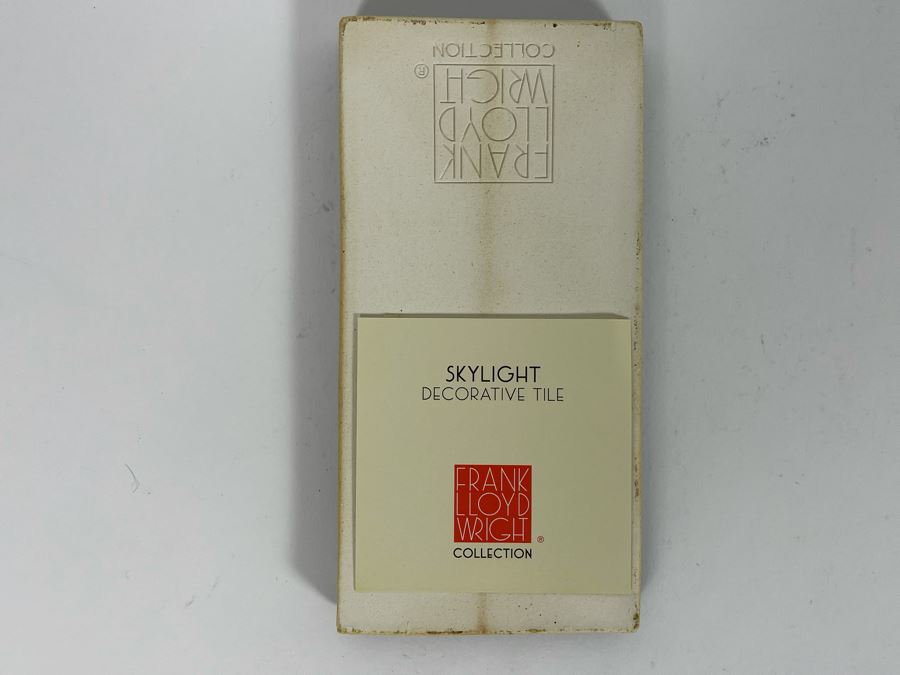 COLLECTION
®
FRANK
LLOYD
WRIGHT
SKYLIGHT
DECORATIVE TILE
FRANK
LLOYD
WRIGHT
®
COLLECTION